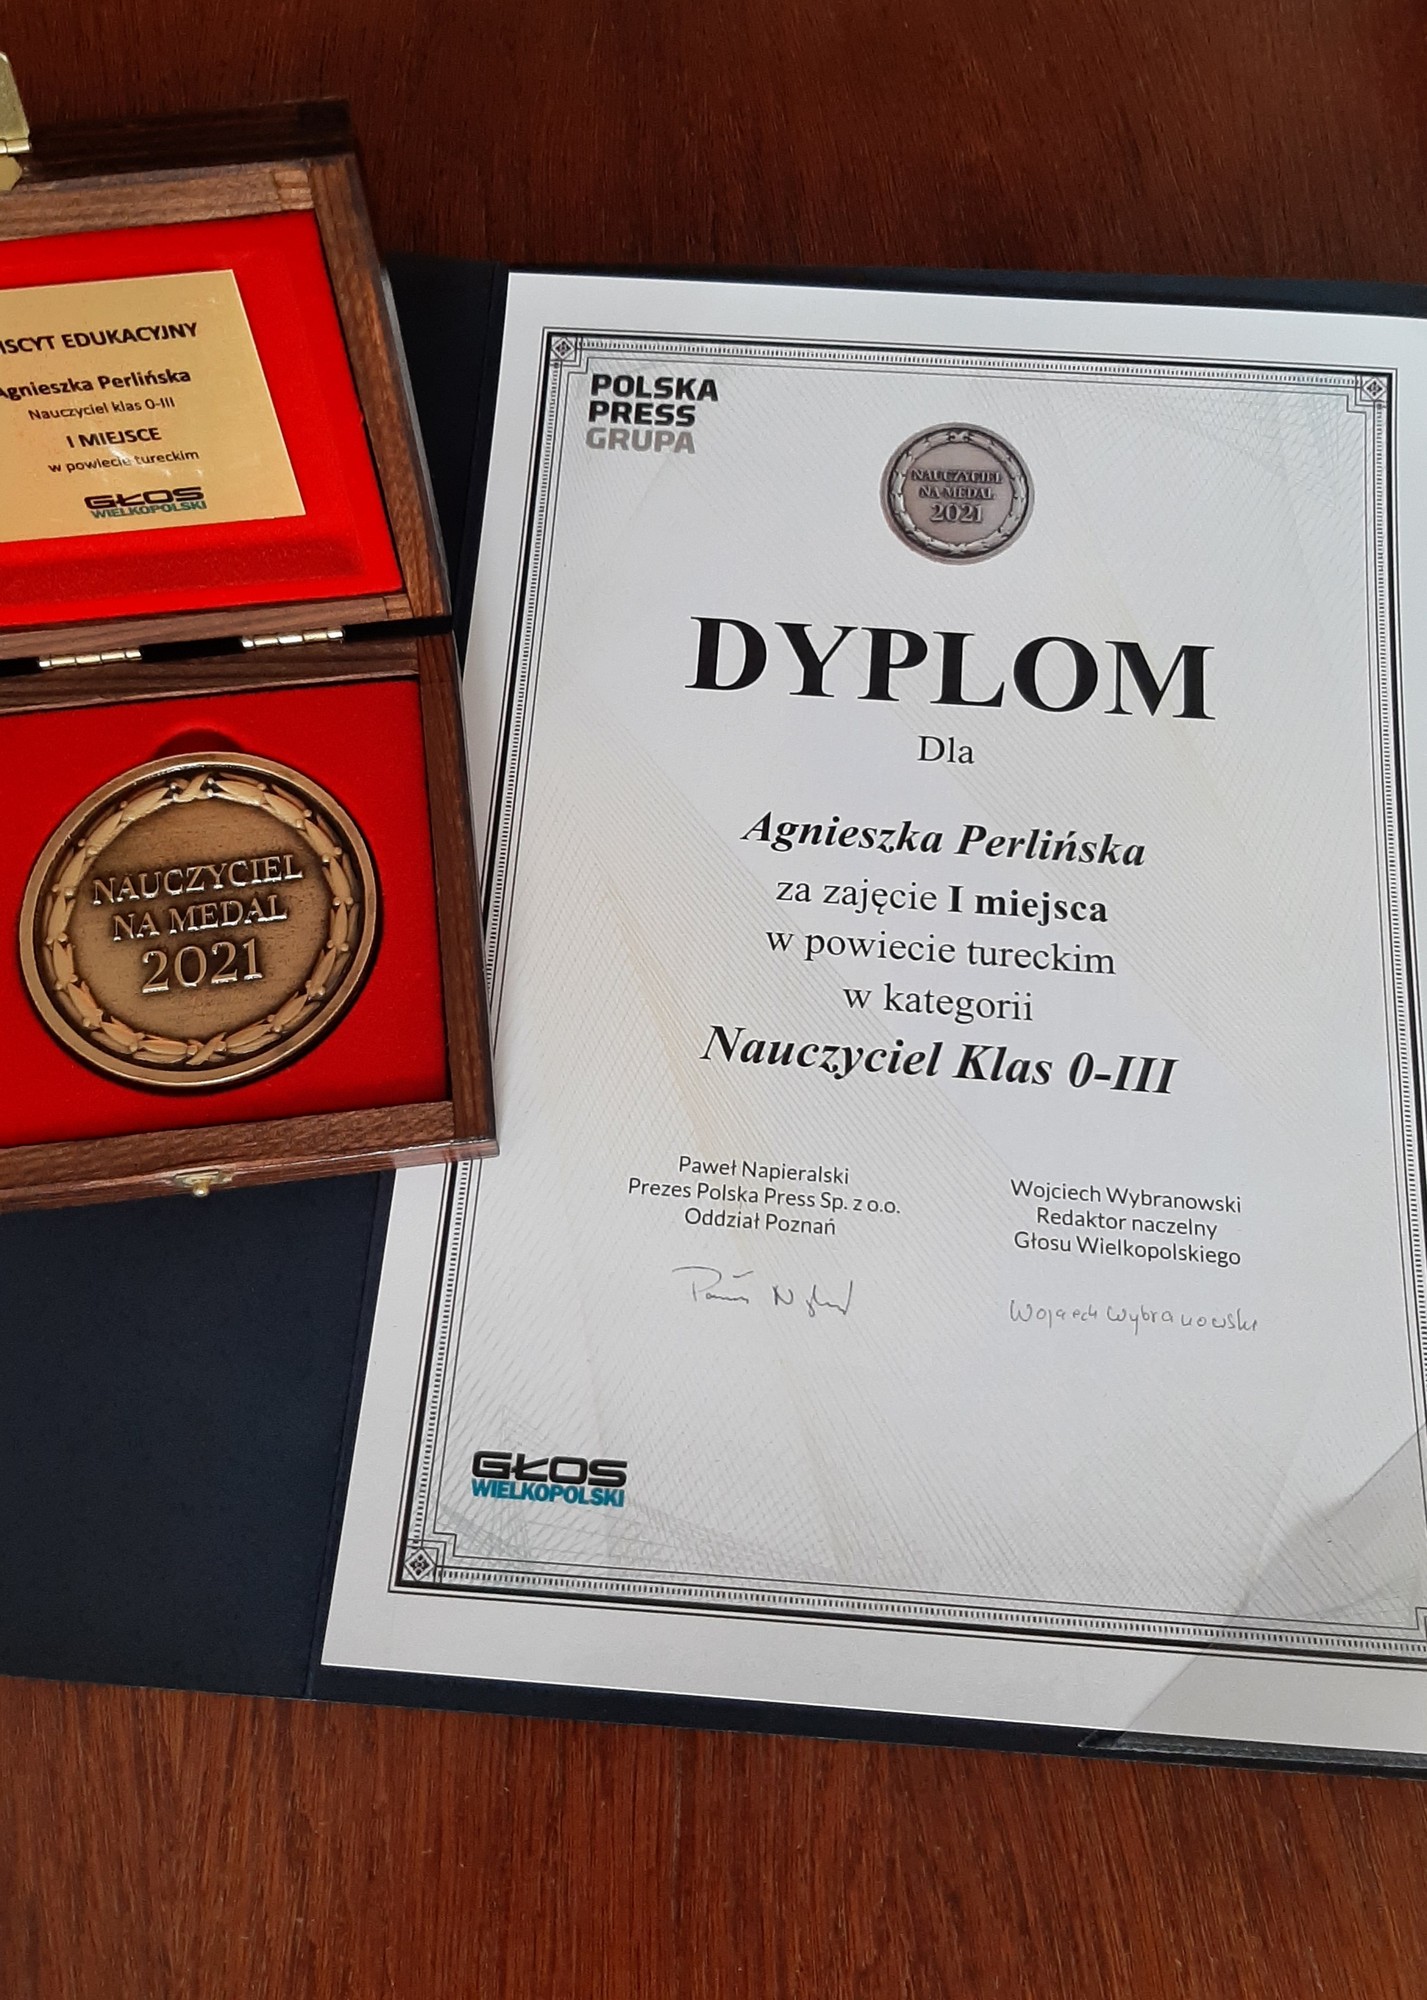 EDUKACYJNY
Agnieszka Perlińska
Nauczyciel klas 0-III
I MIEJSCE
w powiecie tureckim
GŁOS
WIELKOPOLSKI
NAUCZYCIEL
NA MEDAL
2021
POLSKA
PRESS
GRUPA
NAUCZYCIEL
NA MEDAL
2021
DYPLOM
Dla
Agnieszka Perlińska
za zajęcie I miejsca
w powiecie tureckim
w kategorii
Nauczyciel Klas 0-III
Paweł Napieralski
Prezes Polska Press Sp. z o.o.
Oddział Poznań
Wojciech Wybranowski
Redaktor naczelny
Głosu Wielkopolskiego
Wojciech Wybranowski
GŁOS
WIELKOPOLSKI